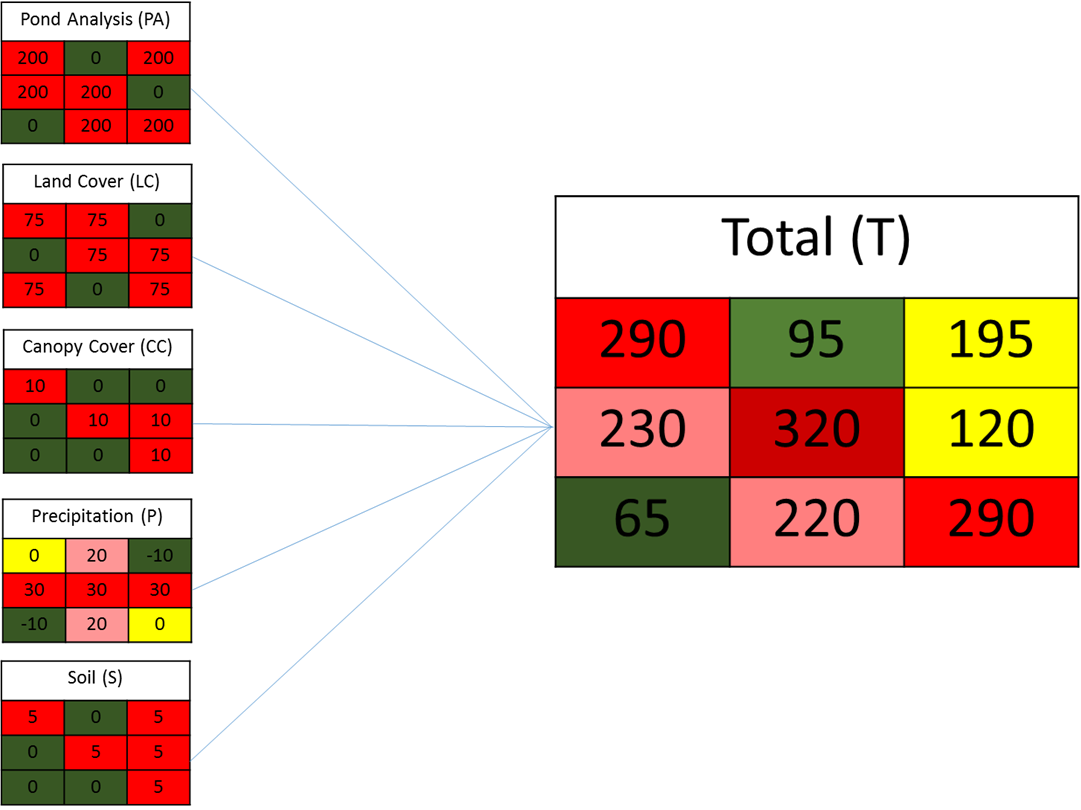 Pond Analysis (PA)
200 0 200
200 200 0
0 200 200
Land Cover (LC)
75 75 0
0 75 75
75 0 75
Canopy Cover (CC)
10 0 0
0 10 10
0 0 10
Precipitation (P)
0 20 -10
30 30 30
-10 20 0
Soil (S)
5 0 5
0 5 5
0 0 5
Total (T)
290 95 195
230 320 120
65 220 290